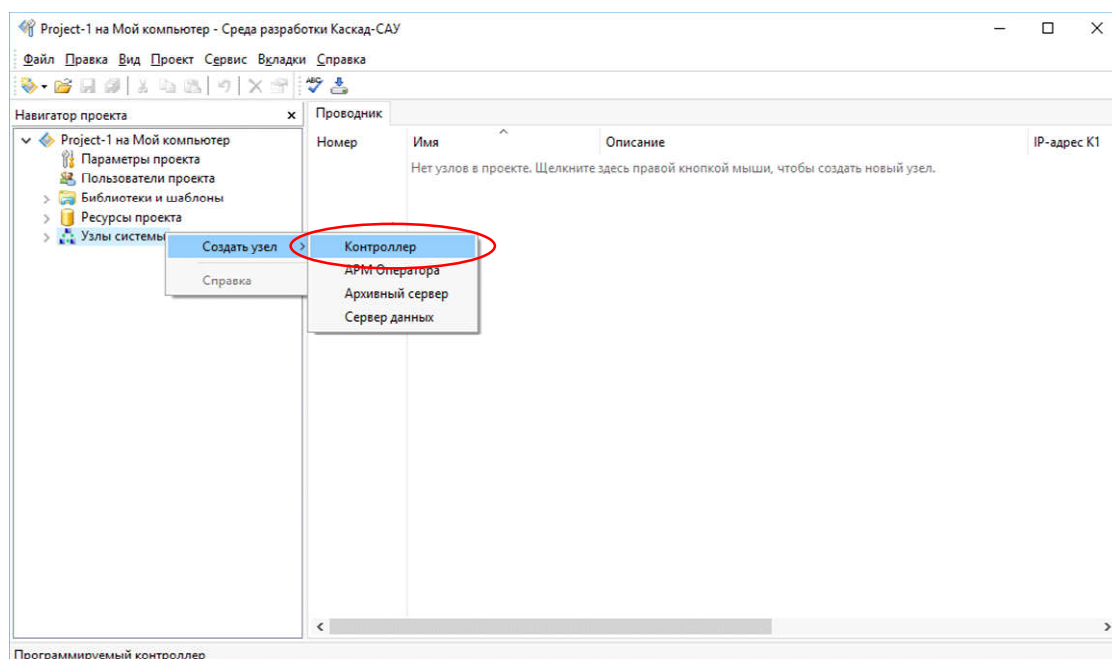 Project-1 на Мой компьютер - Среда разработки Каскад-САУ
Файл Правка Вид Проект Сервис Вкладки Справка
ABC
Навигатор проекта x
Проводник
Project-1 на Мой компьютер
Параметры проекта
Пользователи проекта
Библиотеки и шаблоны
Ресурсы проекта
Узлы системы
Номер Имя Описание IP-адрес K1
Нет узлов в проекте. Щелкните здесь правой кнопкой мыши, чтобы создать новый узел.
Создать узел
Справка
Контроллер
АРМ Оператора
Архивный сервер
Сервер данных
Программируемый контроллер